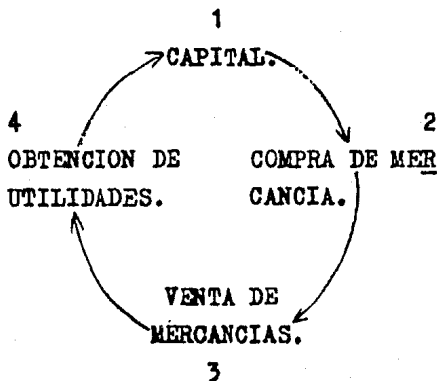 1
CAPITAL.
4
2
OBTENCION DE
UTILIDADES.
COMPRA DE MER
CANCIA.
VENTA DE
MERCANCIAS.
3